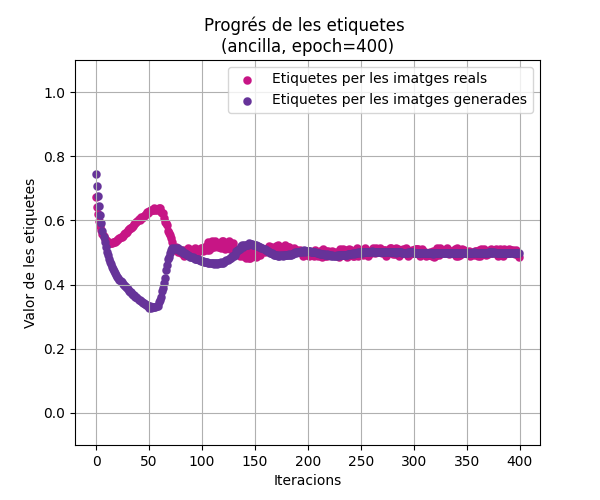 Progrés de les etiquetes
(ancilla, epoch=400)
Etiquetes per les imatges reals
Etiquetes per les imatges generades
Valor de les etiquetes
1.0
0.8
0.6
0.4
0.2
0.0
0 50 100 150 200 250 300 350 400
Iteracions